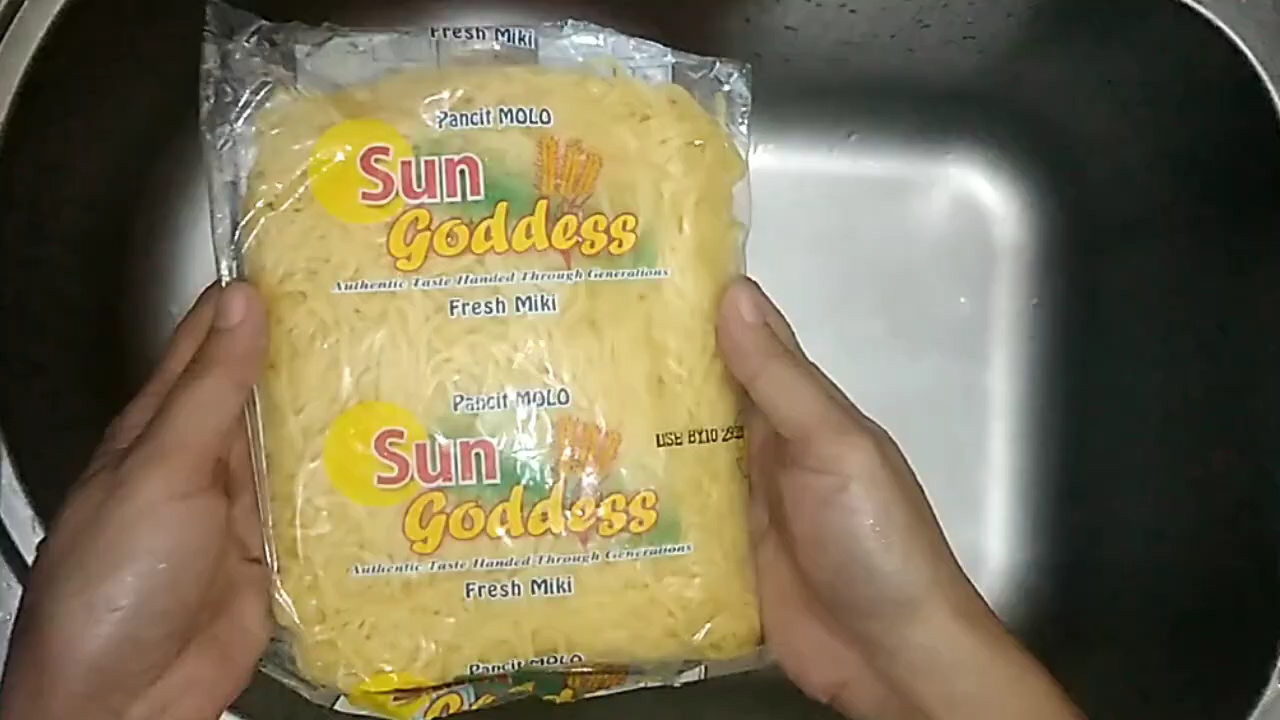 Fresh Miki
Pancit MOLO
Sun
Goddess
Authentic Taste Handed Through Generations
Fresh Miki
Pancit MOLO
Sun
USE BY10
Goddess
Authentic Taste Handed Through Generations
Fresh Miki
Pancit MOLO